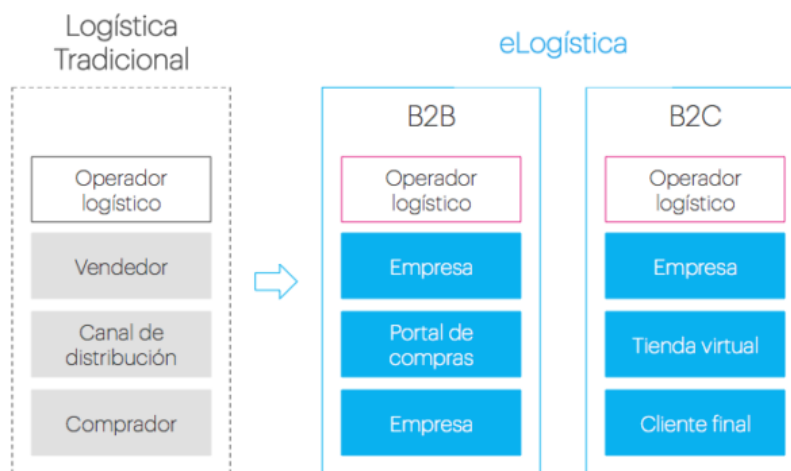 Logística
Tradicional
eLogística
Operador
logístico
Vendedor
Canal de
distribución
Comprador
B2B
Operador
logístico
Empresa
Portal de
compras
Empresa
B2C
Operador
logístico
Empresa
Tienda virtual
Cliente final